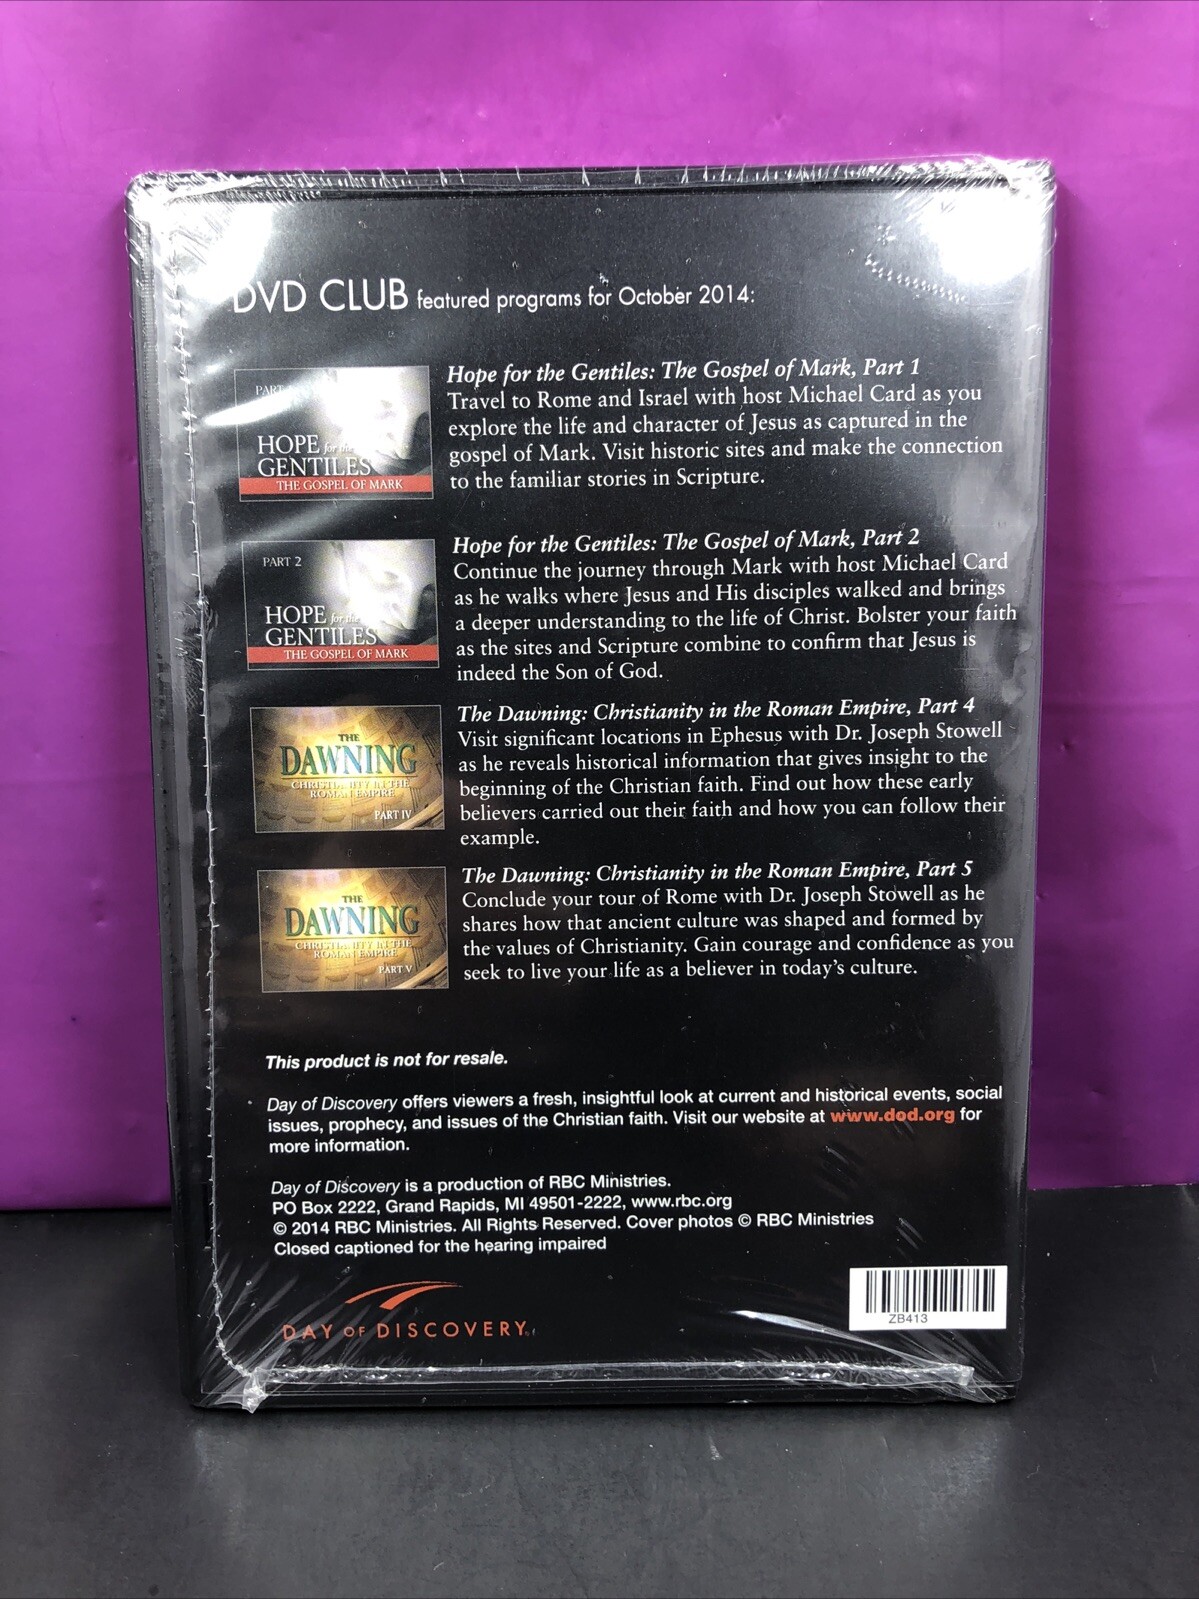 DVD CLUB featured programs for October 2014:
PART
HOPE for the
GENTILES
THE GOSPEL OF MARK
Hope for the Gentiles: The Gospel of Mark, Part 1
Travel to Rome and Israel with host Michael Card as you
explore the life and character of Jesus as captured in the
gospel of Mark. Visit historic sites and make the connection
to the familiar stories in Scripture.
PART 2
HOPE for the
GENTILES
THE GOSPEL OF MARK
Hope for the Gentiles: The Gospel of Mark, Part 2
Continue the journey through Mark with host Michael Card
as he walks where Jesus and His disciples walked and brings
a deeper understanding to the life of Christ. Bolster your faith
as the sites and Scripture combine to confirm that Jesus is
indeed the Son of God.
THE
DAWNING
CHRISTIANITY IN THE
ROMAN EMPIRE
PART IV
The Dawning: Christianity in the Roman Empire, Part 4
Visit significant locations in Ephesus with Dr. Joseph Stowell
as he reveals historical information that gives insight to the
beginning of the Christian faith. Find out how these early
believers carried out their faith and how you can follow their
example.
THE
DAWNING
CHRISTIANITY IN THE
ROMAN EMPIRE
PART V
The Dawning: Christianity in the Roman Empire, Part 5
Conclude your tour of Rome with Dr. Joseph Stowell as he
shares how that ancient culture was shaped and formed by
the values of Christianity. Gain courage and confidence as you
seek to live your life as a believer in today's culture.
This product is not for resale.
Day of Discovery offers viewers a fresh, insightful look at current and historical events, social
issues, prophecy, and issues of the Christian faith. Visit our website at www.dod.org for
more information.
Day of Discovery is a production of RBC Ministries.
PO Box 2222, Grand Rapids, MI 49501-2222, www.rbc.org
© 2014 RBC Ministries. All Rights Reserved. Cover photos © RBC Ministries
Closed captioned for the hearing impaired
DAY OF DISCOVERY
ZB413